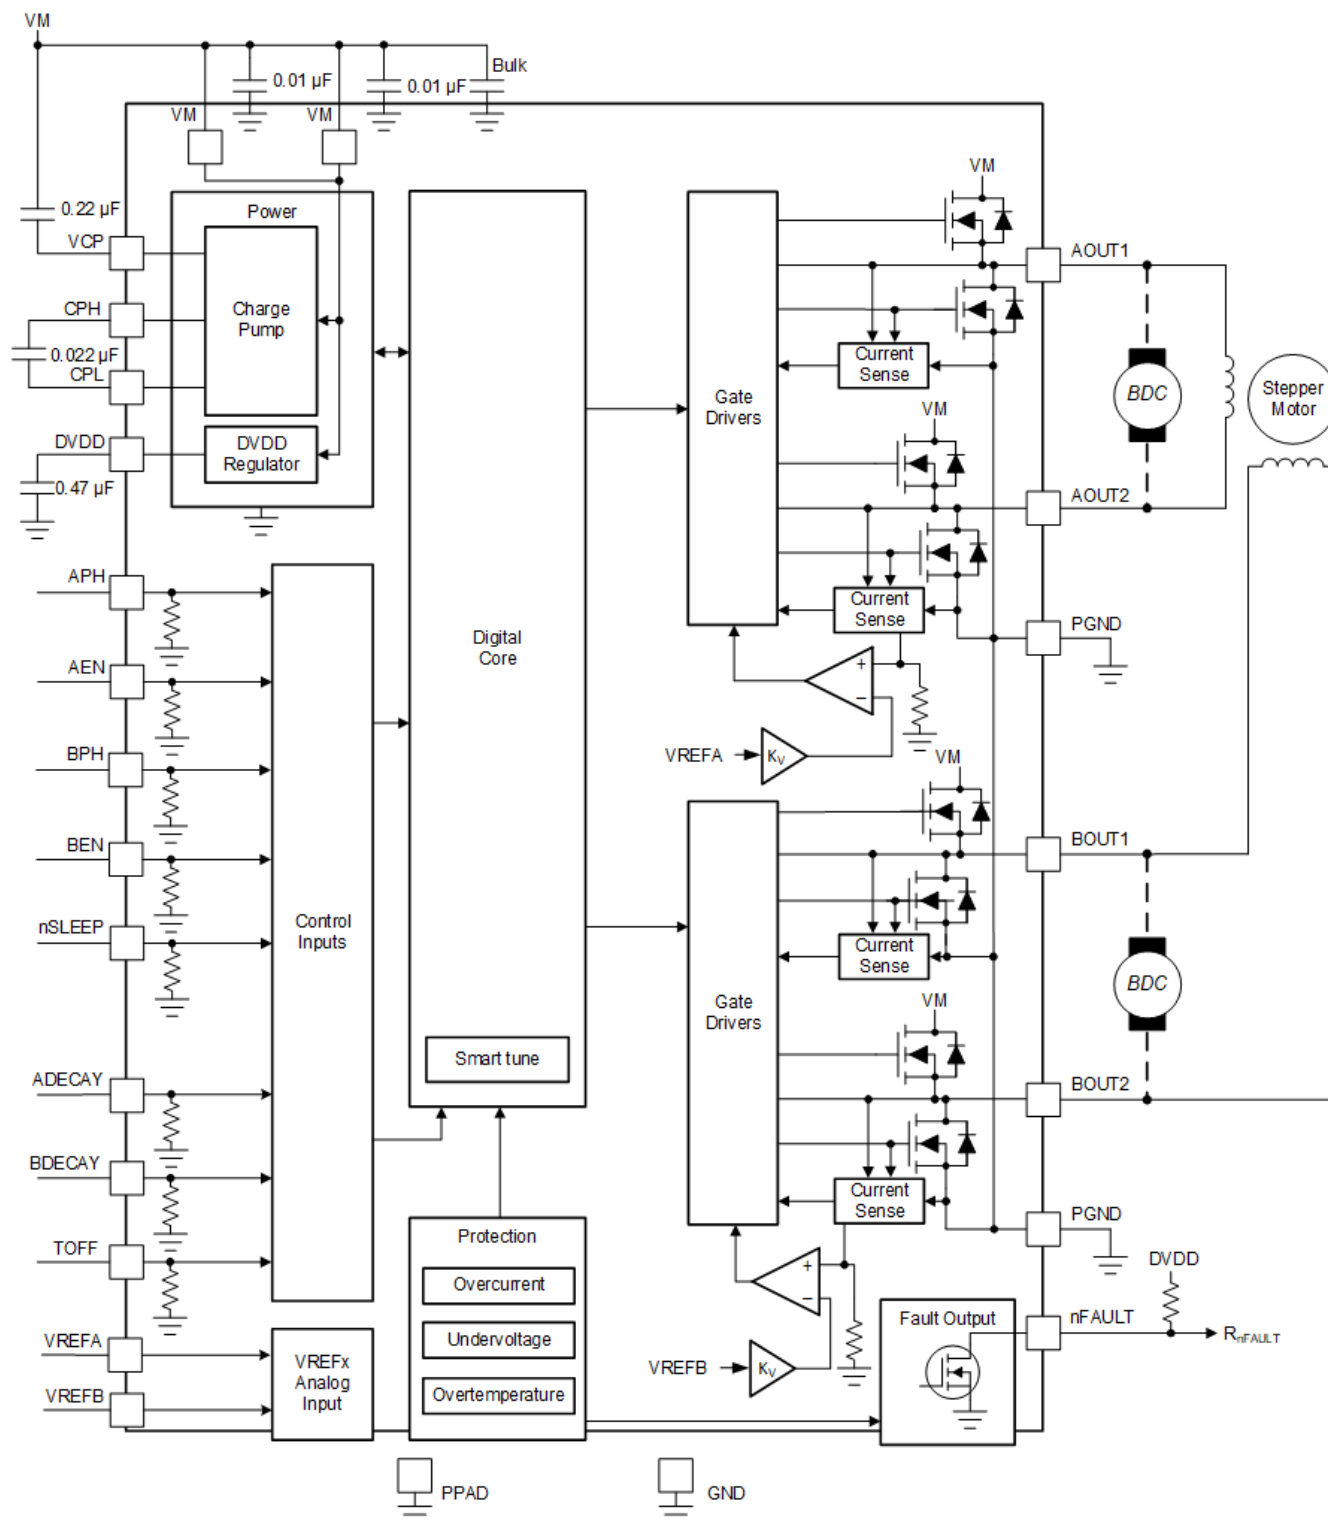 VM
Bulk
0.01 µF
0.01 µF
VM
VM
0.22 µF
Power
VCP
CPH
Charge
Pump
0.022 µF
CPL
DVDD
DVDD
Regulator
0.47 µF
APH
AEN
BPH
BEN
nSLEEP
Control
Inputs
ADECAY
BDECAY
TOFF
VREFA
VREFB
VREFx
Analog
Input
Digital
Core
Smart tune
Protection
Overcurrent
Undervoltage
Overtemperature
PPAD
GND
Gate
Drivers
VM
AOUT1
Current
Sense
VM
AOUT2
Current
Sense
PGND
+
−
VREFA
KV
BDC
Stepper
Motor
Gate
Drivers
VM
BOUT1
Current
Sense
VM
BOUT2
Current
Sense
PGND
+
−
VREFB
KV
BDC
Fault Output
nFAULT
DVDD
RnFAULT